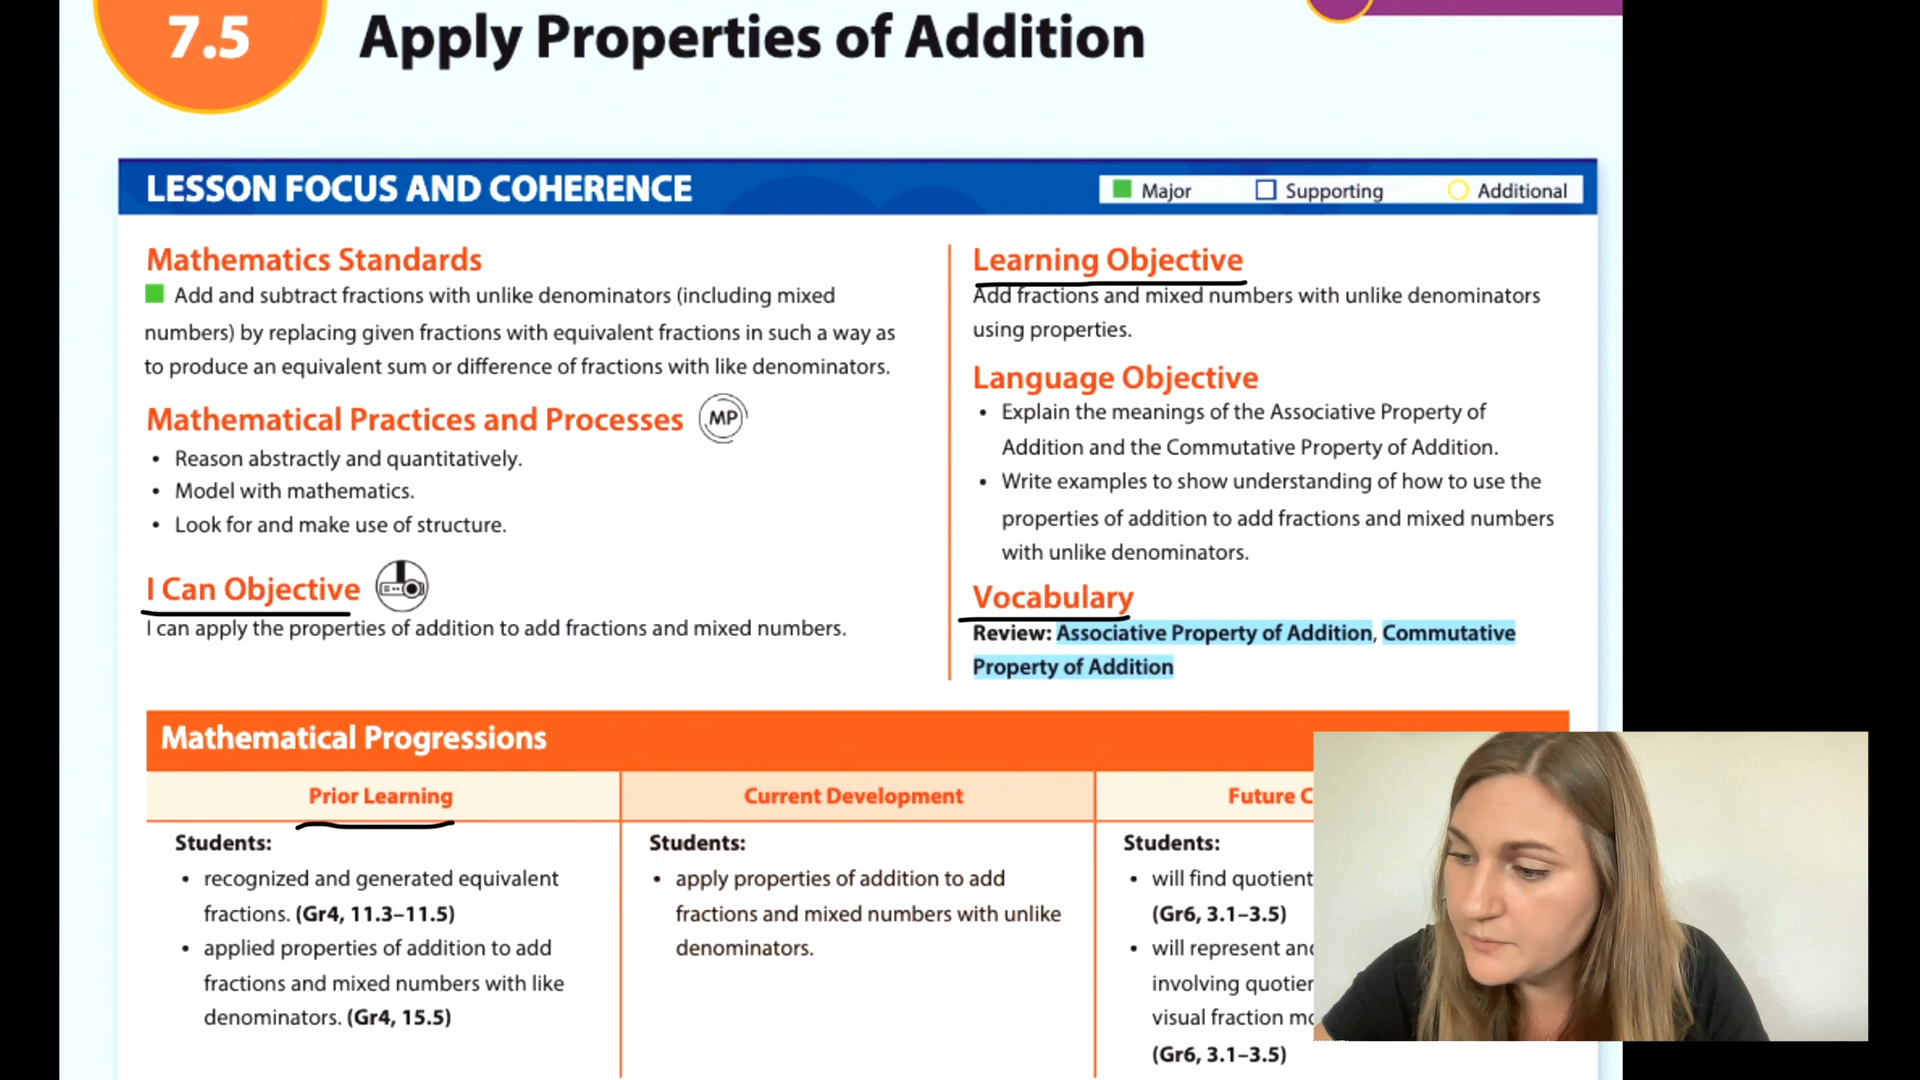 7.5
Apply Properties of Addition
LESSON FOCUS AND COHERENCE
Major
Supporting
Additional
Mathematics Standards
Add and subtract fractions with unlike denominators (including mixed
numbers) by replacing given fractions with equivalent fractions in such a way as
to produce an equivalent sum or difference of fractions with like denominators.
Mathematical Practices and Processes
MP
• Reason abstractly and quantitatively.
• Model with mathematics.
• Look for and make use of structure.
I Can Objective
I can apply the properties of addition to add fractions and mixed numbers.
Learning Objective
Add fractions and mixed numbers with unlike denominators
using properties.
Language Objective
• Explain the meanings of the Associative Property of
Addition and the Commutative Property of Addition.
• Write examples to show understanding of how to use the
properties of addition to add fractions and mixed numbers
with unlike denominators.
Vocabulary
Review: Associative Property of Addition, Commutative
Property of Addition
Mathematical Progressions
Prior Learning
Students:
• recognized and generated equivalent
fractions. (Gr4, 11.3–11.5)
• applied properties of addition to add
fractions and mixed numbers with like
denominators. (Gr4, 15.5)
Current Development
Students:
• apply properties of addition to add
fractions and mixed numbers with unlike
denominators.
Future
Students:
• will find
(Gr6, 3.1–3.5)
• will represent
involving
visual fraction
(Gr6, 3.1–3.5)